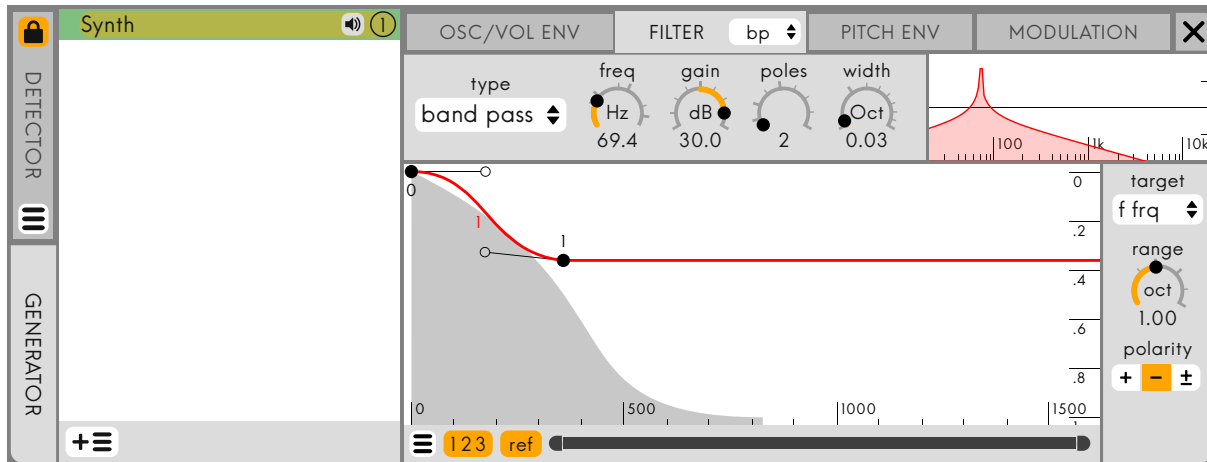 Synth 1
DETECTOR
GENERATOR
OSC/VOL ENV FILTER bp PITCH ENV MODULATION
type
band pass
freq gain poles width
Hz dB Oct
69.4 30.0 2 0.03
100 1k 10k
0
1
1
0
.2
.4
.6
.8
1
0 500 1000 1500
target
f frq
range
oct
1.00
polarity
+ − ±
+
123 ref